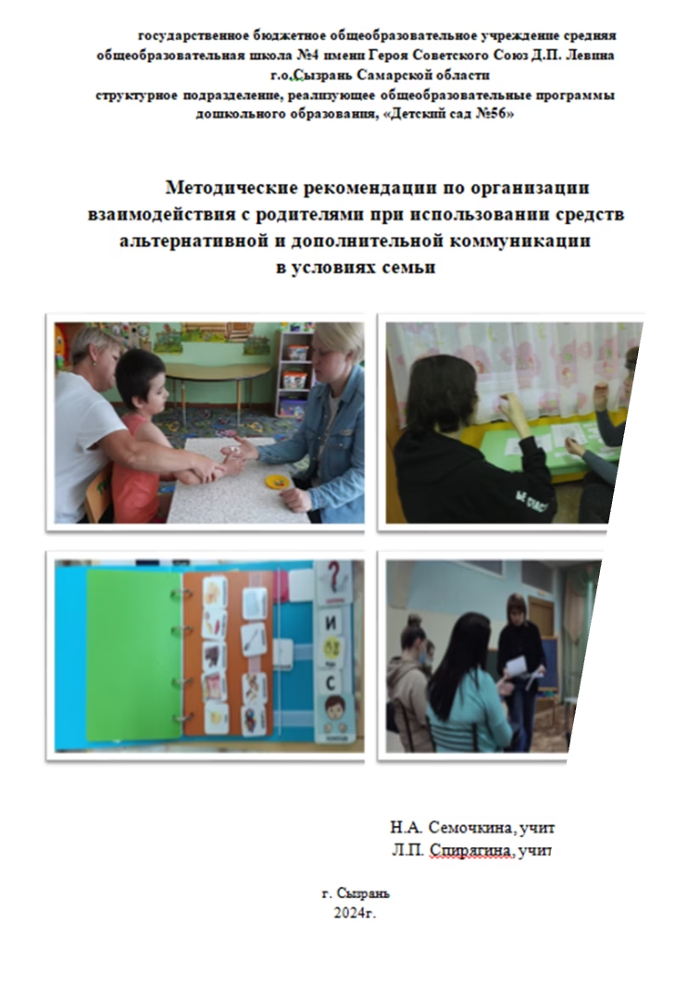 государственное бюджетное общеобразовательное учреждение средняя
общеобразовательная школа №4 имени Героя Советского Союз Д.П. Левина
г.о.Сызрань Самарской области
структурное подразделение, реализующее общеобразовательные программы
дошкольного образования, «Детский сад №56»
Методические рекомендации по организации
взаимодействия с родителями при использовании средств
альтернативной и дополнительной коммуникации
в условиях семьи
?
И
С
Н.А. Семочкина, учит
Л.П. Спирягина, учит
г. Сызрань
2024г.